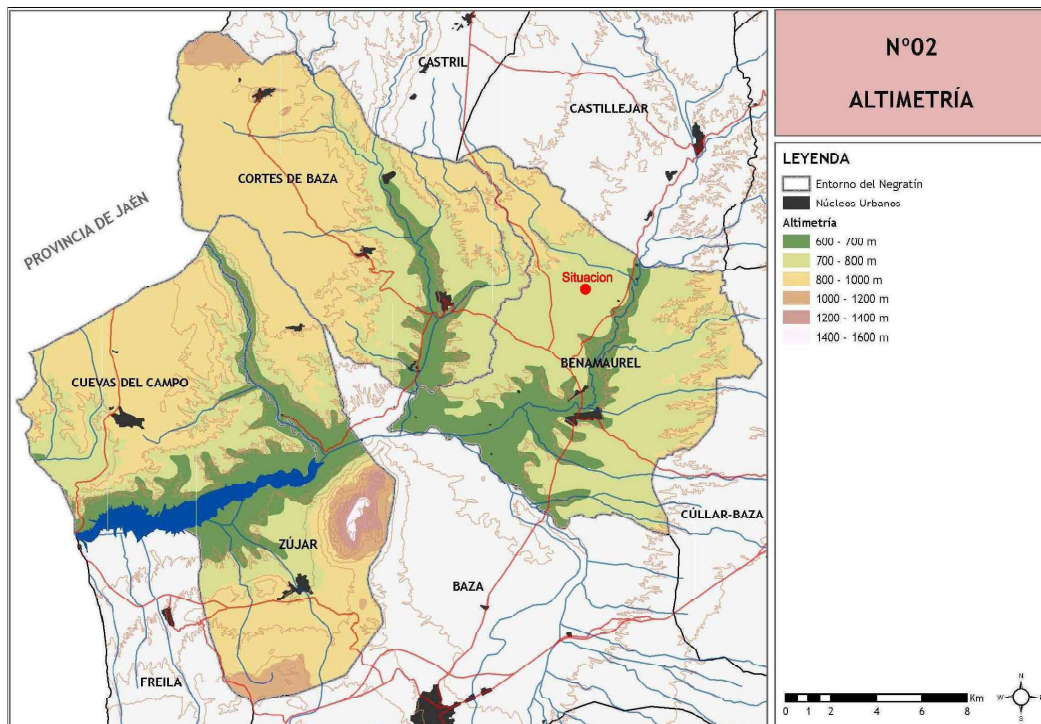 Nº02
ALTIMETRÍA
LEYENDA
Entorno del Negratín
Núcleos Urbanos
Altimetría
600 - 700 m
700 - 800 m
800 - 1000 m
1000 - 1200 m
1200 - 1400 m
1400 - 1600 m
CASTRIL
CASTILLEJAR
CORTES DE BAZA
PROVINCIA DE JAÉN
Situacion
BENAMAUREL
CUEVAS DEL CAMPO
CÚLLAR-BAZA
ZÚJAR
BAZA
FREILA
N
W E
S
Km
0 1 2 4 6 8